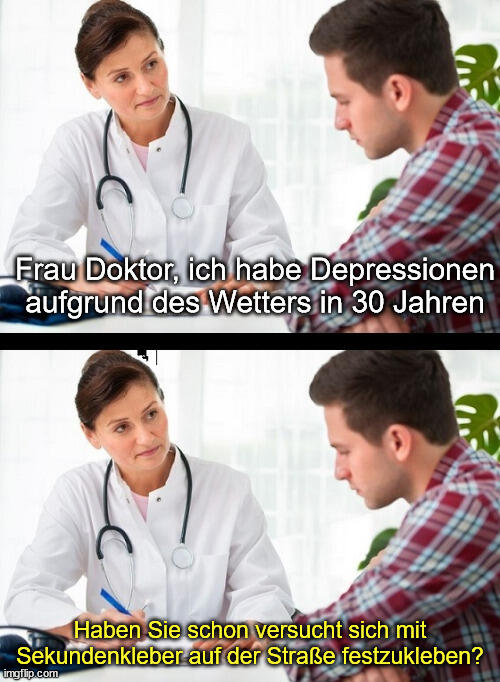 Frau Doktor, ich habe Depressionen
aufgrund des Wetters in 30 Jahren
Haben Sie schon versucht sich mit
Sekundenkleber auf der Straße festzukleben?
imgflip.com